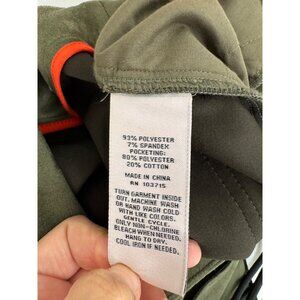 93% POLYESTER
7% SPANDEX
POCKETING:
80% POLYESTER
20% COTTON
MADE IN CHINA
RN 103715
TURN GARMENT INSIDE
OUT. MACHINE WASH
OR HAND WASH COLD
WITH LIKE COLORS.
GENTLE CYCLE.
ONLY NON-CHLORINE
BLEACH WHEN NEEDED.
HANG TO DRY.
COOL IRON IF NEEDED.